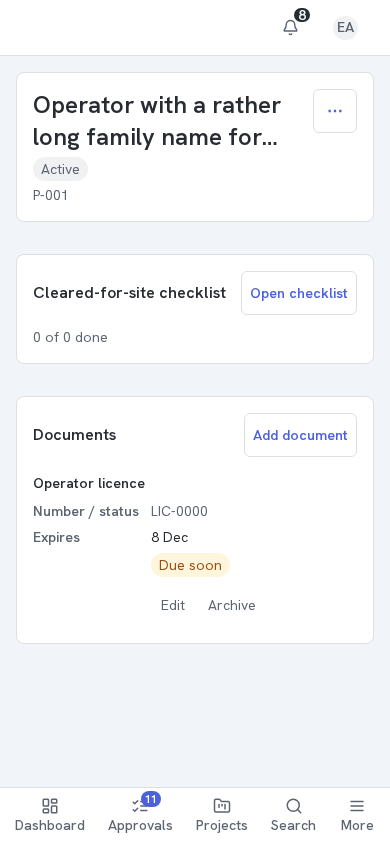 8
EA
Operator with a rather
long family name for...
...
Active
P-001
Cleared-for-site checklist
Open checklist
0 of 0 done
Documents
Add document
Operator licence
Number / status LIC-0000
Expires 8 Dec
Due soon
Edit Archive
11
Dashboard Approvals Projects Search More